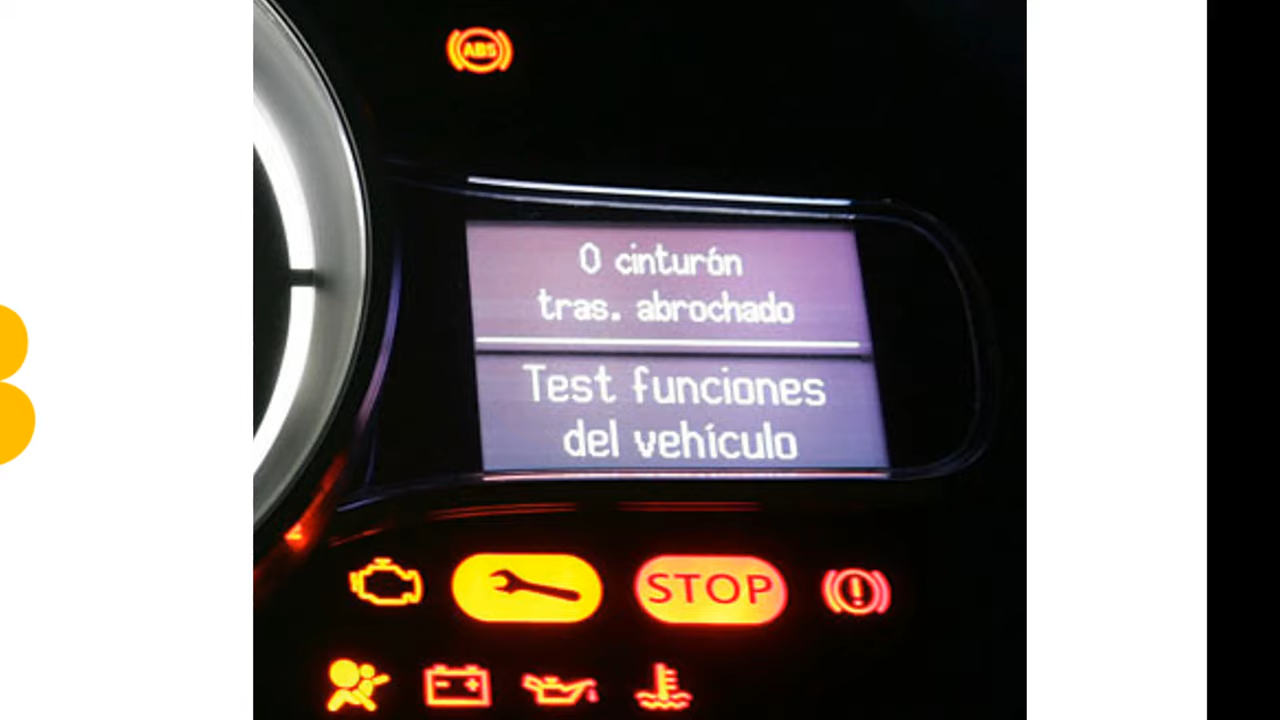 ABS
0 cinturón
tras. abrochado
Test funciones
del vehículo
STOP